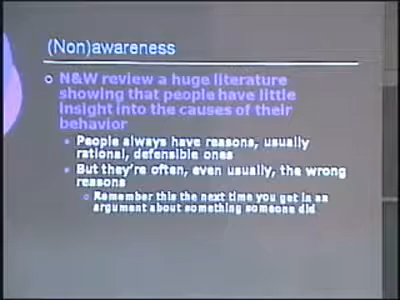 (Non)awareness
N&W review a huge literature
showing that people have little
insight into the causes of their
behavior
People always have reasons, usually
rational, defensible ones
But they're often, even usually, the wrong
reasons
Remember this the next time you get in an
argument about something someone did